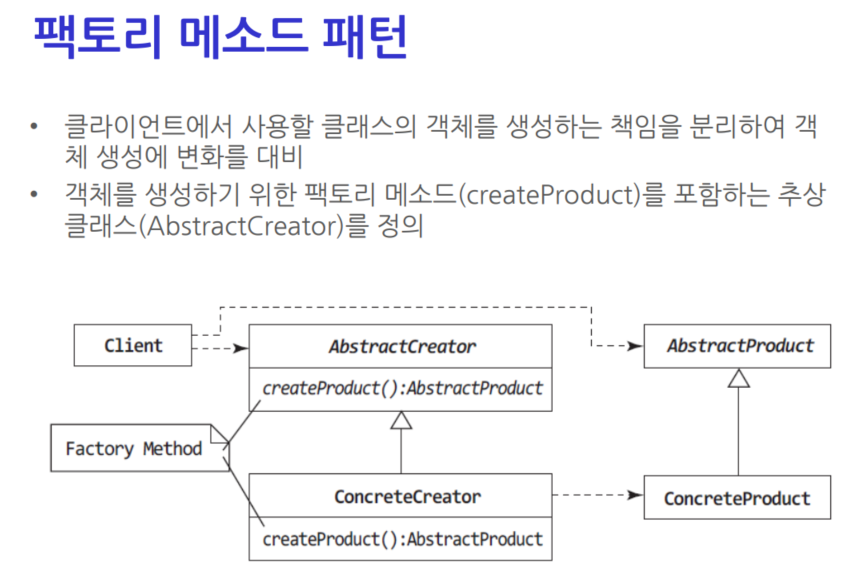 팩토리 메소드 패턴
• 클라이언트에서 사용할 클래스의 객체를 생성하는 책임을 분리하여 객
체 생성에 변화를 대비
• 객체를 생성하기 위한 팩토리 메소드(createProduct)를 포함하는 추상
클래스(AbstractCreator)를 정의
Client
AbstractCreator
AbstractProduct
createProduct():AbstractProduct
Factory Method
ConcreteCreator
ConcreteProduct
createProduct():AbstractProduct